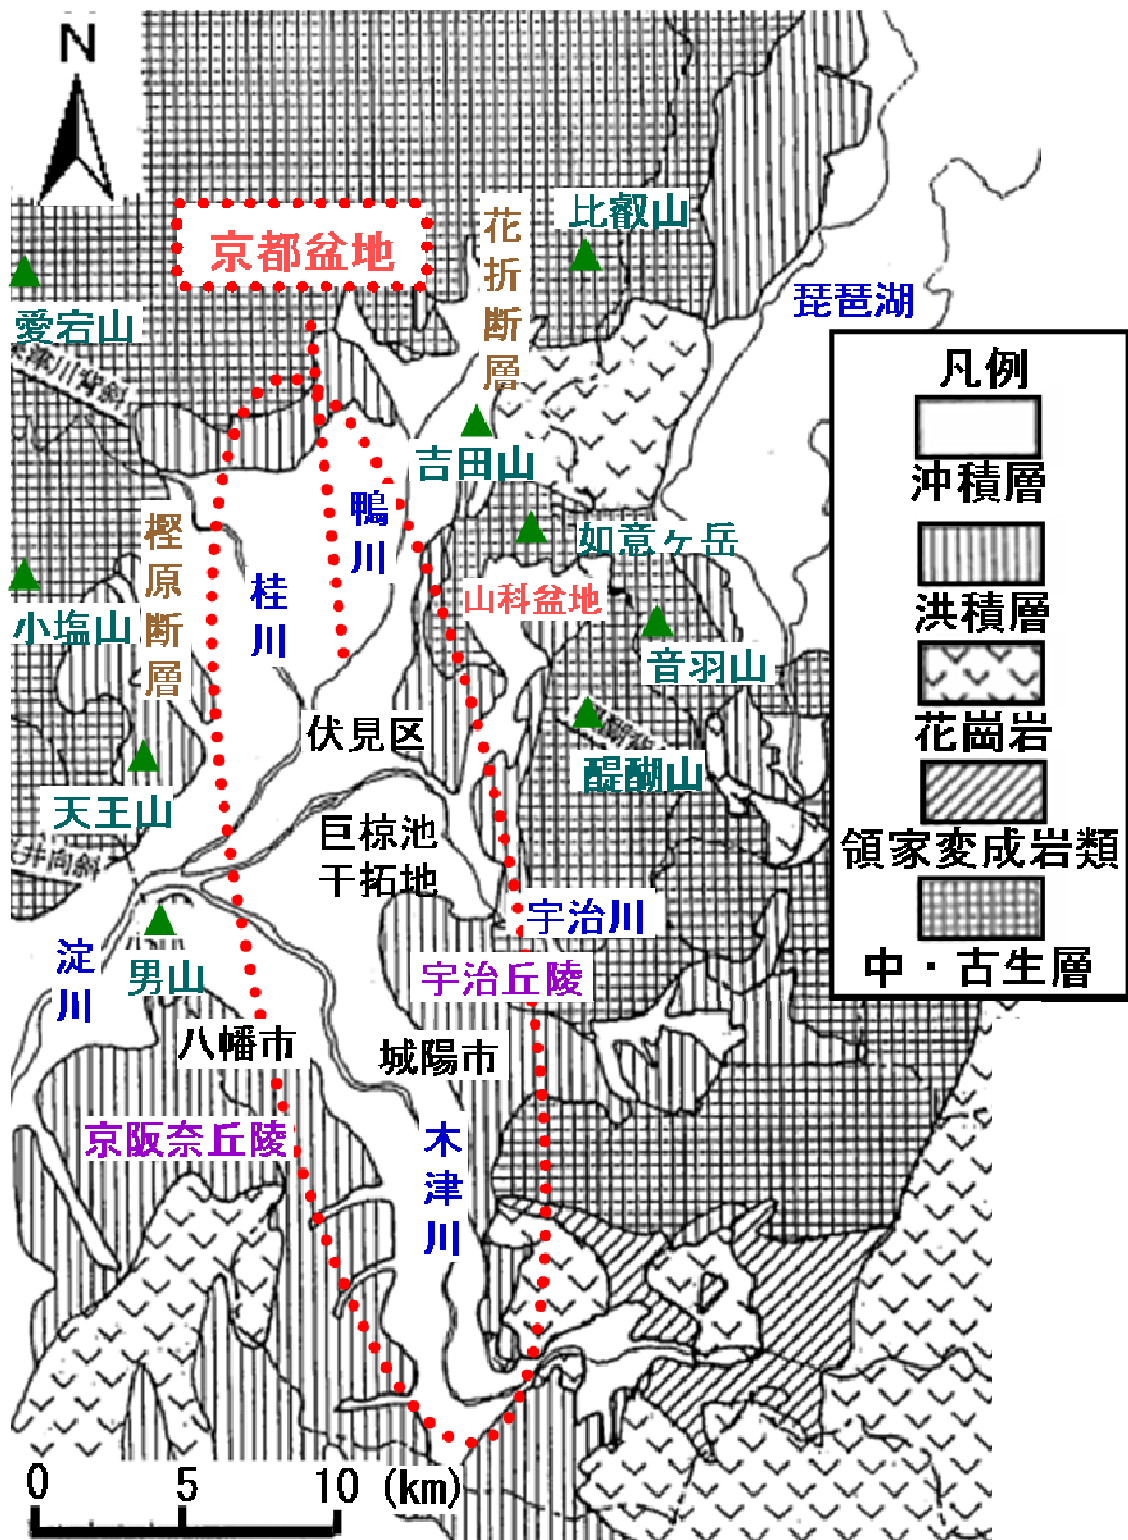 N
比叡山
花折断層
京都盆地
愛宕山
琵琶湖
凡例
沖積層
洪積層
花崗岩
領家変成岩類
中・古生層
吉田山
鴨川
樫原断層
如意ヶ岳
桂川
山科盆地
小塩山
音羽山
伏見区
醍醐山
天王山
巨椋池
干拓地
宇治川
淀川
男山
宇治丘陵
八幡市
城陽市
京阪奈丘陵
木津川
0 5 10 (km)